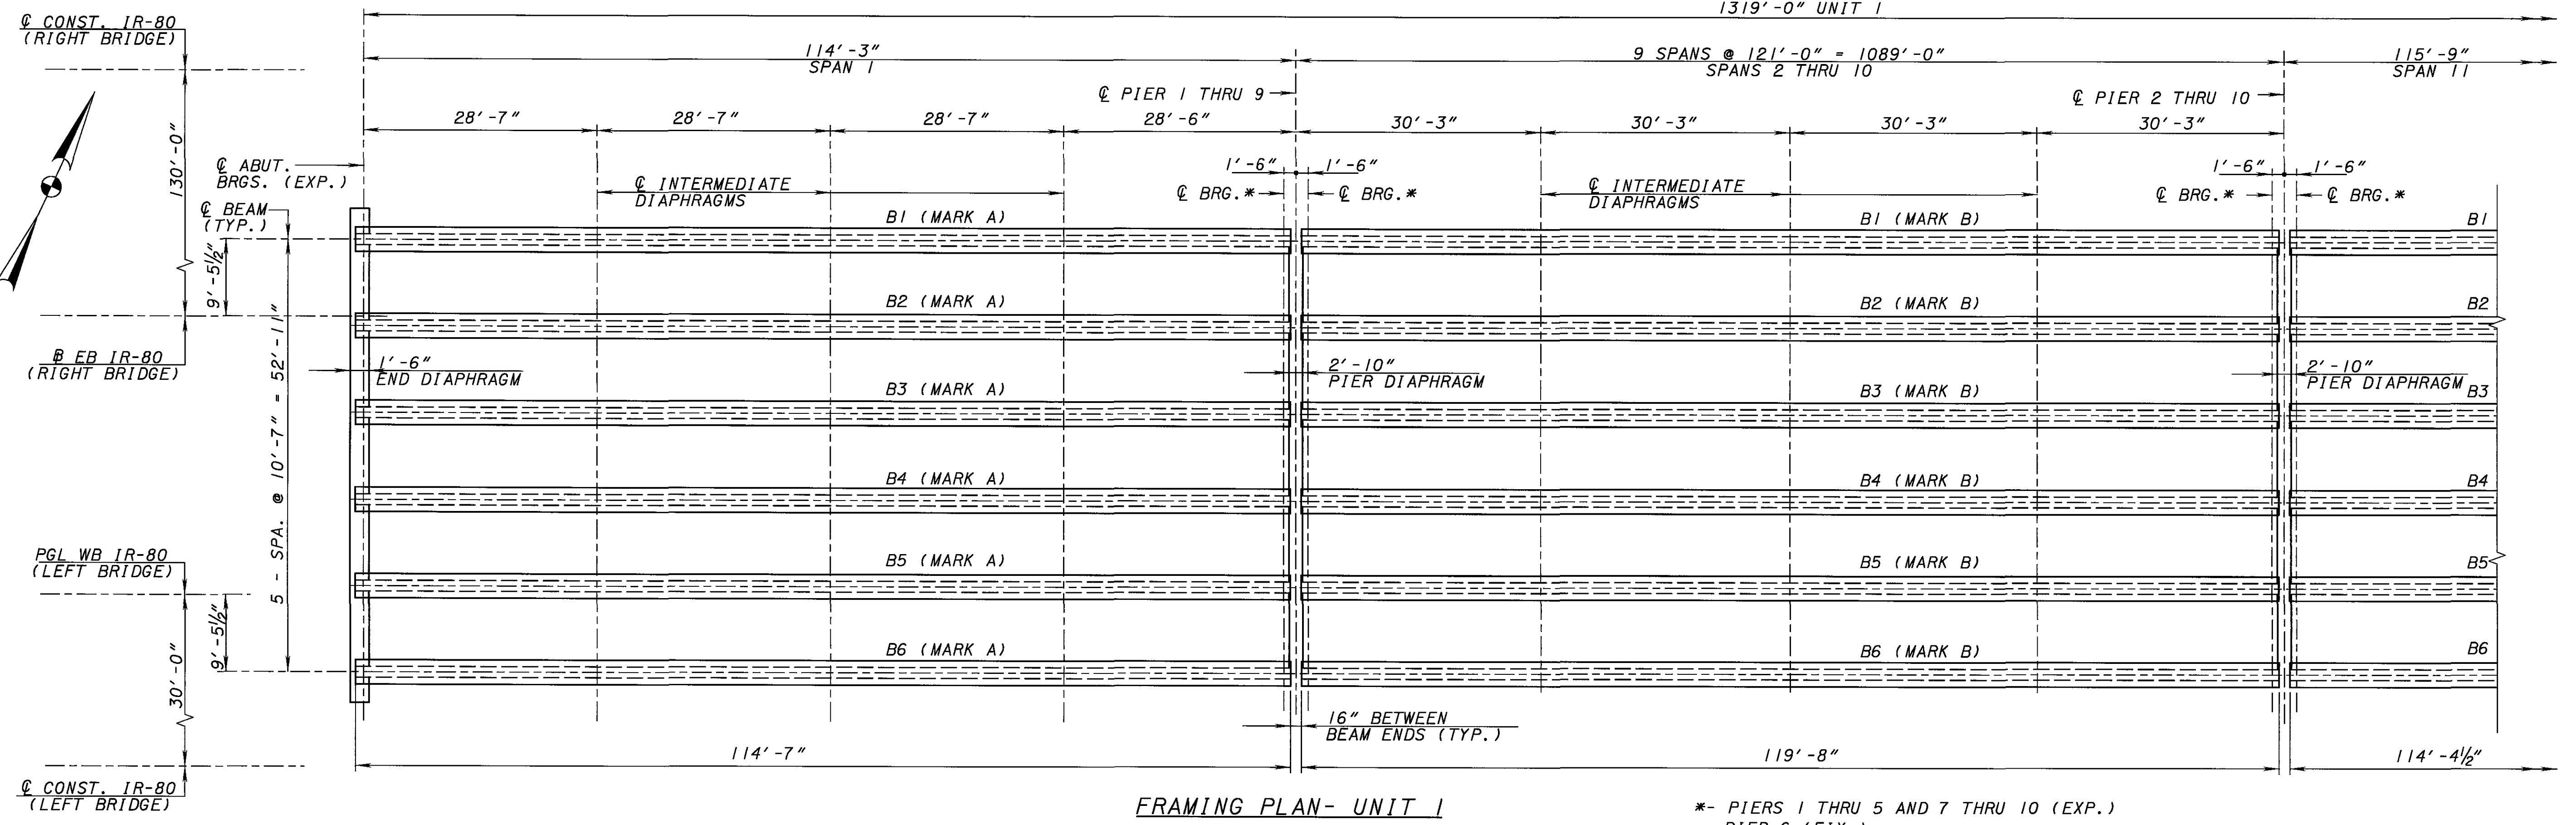 1319'-0" UNIT 1
℄ CONST. IR-80
(RIGHT BRIDGE)
114'-3"
SPAN 1
9 SPANS @ 121'-0" = 1089'-0"
SPANS 2 THRU 10
115'-9"
SPAN 11
℄ PIER 1 THRU 9
℄ PIER 2 THRU 10
28'-7"
28'-7"
28'-7"
28'-6"
30'-3"
30'-3"
30'-3"
30'-3"
130'-0"
℄ ABUT.
BRGS. (EXP.)
1'-6"
1'-6"
1'-6"
1'-6"
℄ INTERMEDIATE
DIAPHRAGMS
℄ BRG.*
℄ BRG.*
℄ INTERMEDIATE
DIAPHRAGMS
℄ BRG.*
℄ BRG.*
℄ BEAM
(TYP.)
B1 (MARK A)
B1 (MARK B)
B1
9'-5½"
B2 (MARK A)
B2 (MARK B)
B2
5 - SPA. @ 10'-7" = 52'-11"
EB IR-80
(RIGHT BRIDGE)
1'-6"
END DIAPHRAGM
2'-10"
PIER DIAPHRAGM
2'-10"
PIER DIAPHRAGM
B3 (MARK A)
B3 (MARK B)
B3
B4 (MARK A)
B4 (MARK B)
B4
PGL WB IR-80
(LEFT BRIDGE)
B5 (MARK A)
B5 (MARK B)
B5
9'-5½"
30'-0"
B6 (MARK A)
B6 (MARK B)
B6
16" BETWEEN
BEAM ENDS (TYP.)
114'-7"
119'-8"
114'-4½"
℄ CONST. IR-80
(LEFT BRIDGE)
FRAMING PLAN- UNIT 1
*- PIERS 1 THRU 5 AND 7 THRU 10 (EXP.)